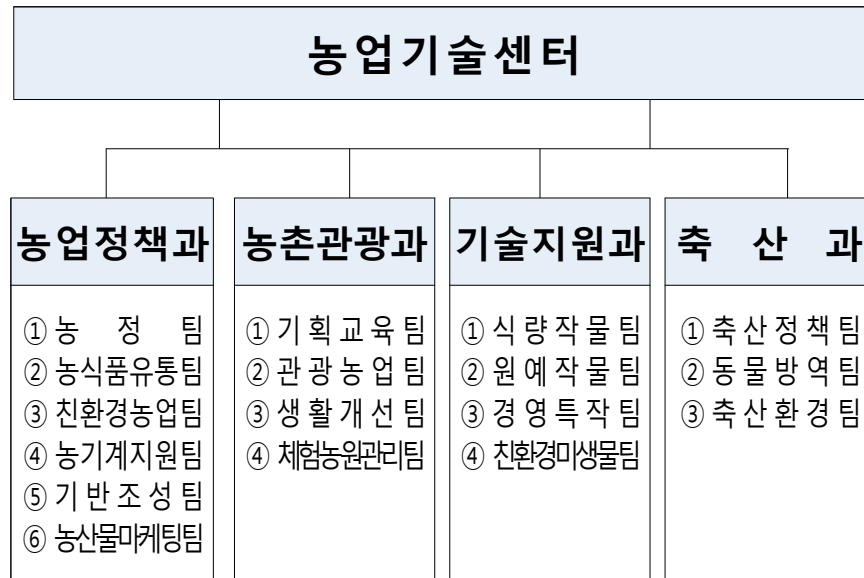 농업기술센터
농업정책과
① 농 정 팀
② 농식품유통팀
③ 친환경농업팀
④ 농기계지원팀
⑤ 기반조성팀
⑥ 농산물마케팅팀
농촌관광과
① 기획교육팀
② 관광농업팀
③ 생활개선팀
④ 체험농원관리팀
기술지원과
① 식량작물팀
② 원예작물팀
③ 경영특작팀
④ 친환경미생물팀
축 산 과
① 축산정책팀
② 동물방역팀
③ 축산환경팀